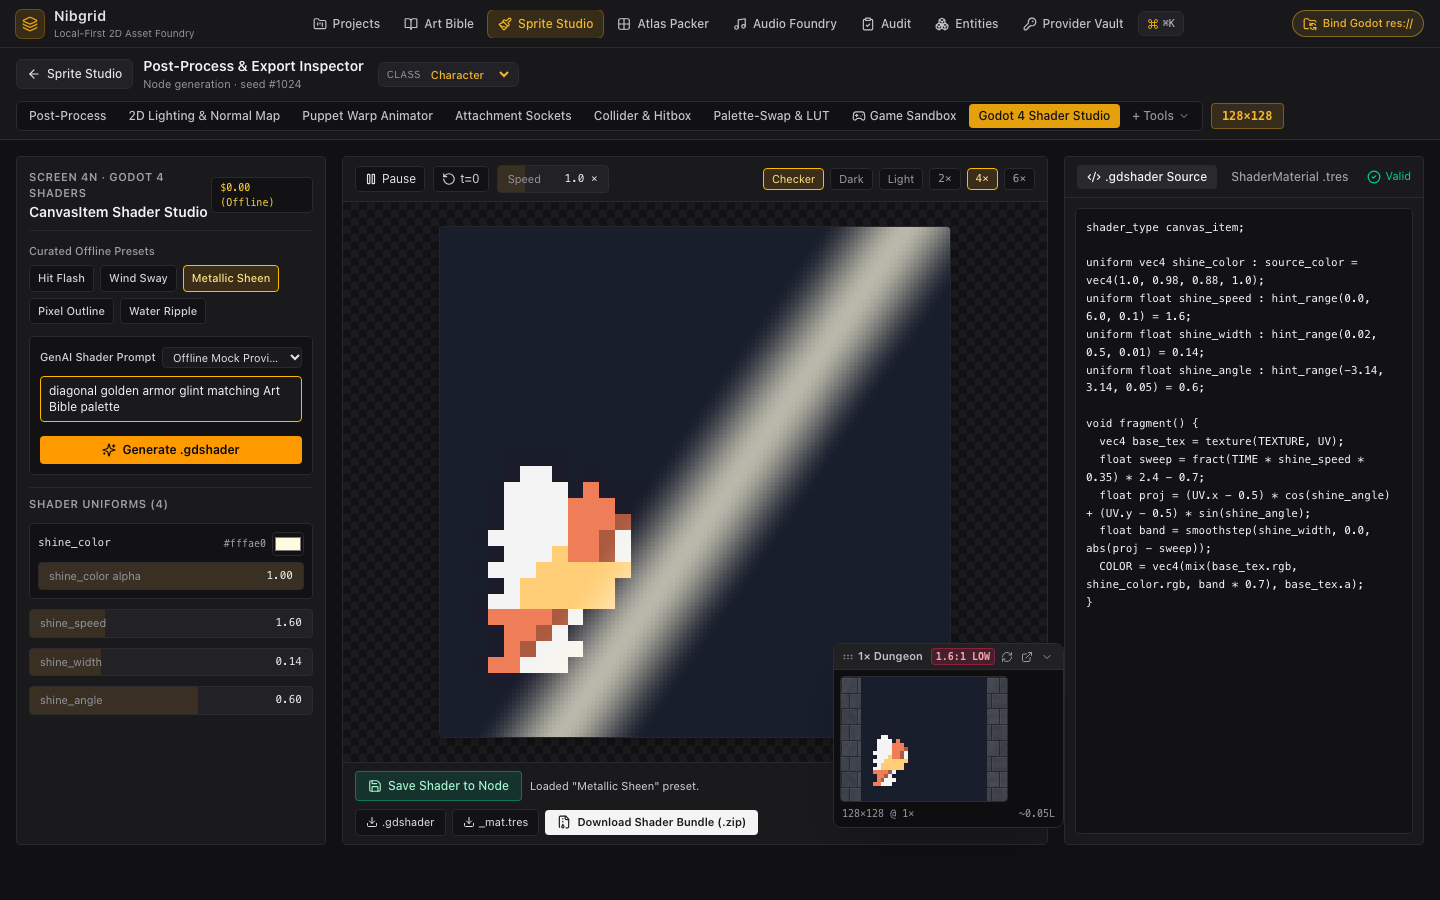 Nibgrid
Local-First 2D Asset Foundry
Projects
Art Bible
Sprite Studio
Atlas Packer
Audio Foundry
Audit
Entities
Provider Vault
⌘ ⌘K
Bind Godot res://
Sprite Studio
Post-Process & Export Inspector
Node generation · seed #1024
CLASS Character
Post-Process
2D Lighting & Normal Map
Puppet Warp Animator
Attachment Sockets
Collider & Hitbox
Palette-Swap & LUT
Game Sandbox
Godot 4 Shader Studio
+ Tools
128×128
SCREEN 4N · GODOT 4
SHADERS
CanvasItem Shader Studio
$0.00
(Offline)
Curated Offline Presets
Hit Flash
Wind Sway
Metallic Sheen
Pixel Outline
Water Ripple
GenAI Shader Prompt
Offline Mock Provi...
diagonal golden armor glint matching Art
Bible palette
Generate .gdshader
SHADER UNIFORMS (4)
shine_color
#fffae0
shine_color alpha
1.00
shine_speed
1.60
shine_width
0.14
shine_angle
0.60
Pause
t=0
Speed
1.0 ×
Checker
Dark
Light
2×
4×
6×
1× Dungeon
1.6:1 LOW
128×128 @ 1×
~0.05L
Save Shader to Node
Loaded "Metallic Sheen" preset.
.gdshader
_mat.tres
Download Shader Bundle (.zip)
.gdshader Source
ShaderMaterial .tres
Valid
shader_type canvas_item;
uniform vec4 shine_color : source_color =
vec4(1.0, 0.98, 0.88, 1.0);
uniform float shine_speed : hint_range(0.0,
6.0, 0.1) = 1.6;
uniform float shine_width : hint_range(0.02,
0.5, 0.01) = 0.14;
uniform float shine_angle : hint_range(-3.14,
3.14, 0.05) = 0.6;
void fragment() {
vec4 base_tex = texture(TEXTURE, UV);
float sweep = fract(TIME * shine_speed *
0.35) * 2.4 - 0.7;
float proj = (UV.x - 0.5) * cos(shine_angle)
+ (UV.y - 0.5) * sin(shine_angle);
float band = smoothstep(shine_width, 0.0,
abs(proj - sweep));
COLOR = vec4(mix(base_tex.rgb,
shine_color.rgb, band * 0.7), base_tex.a);
}